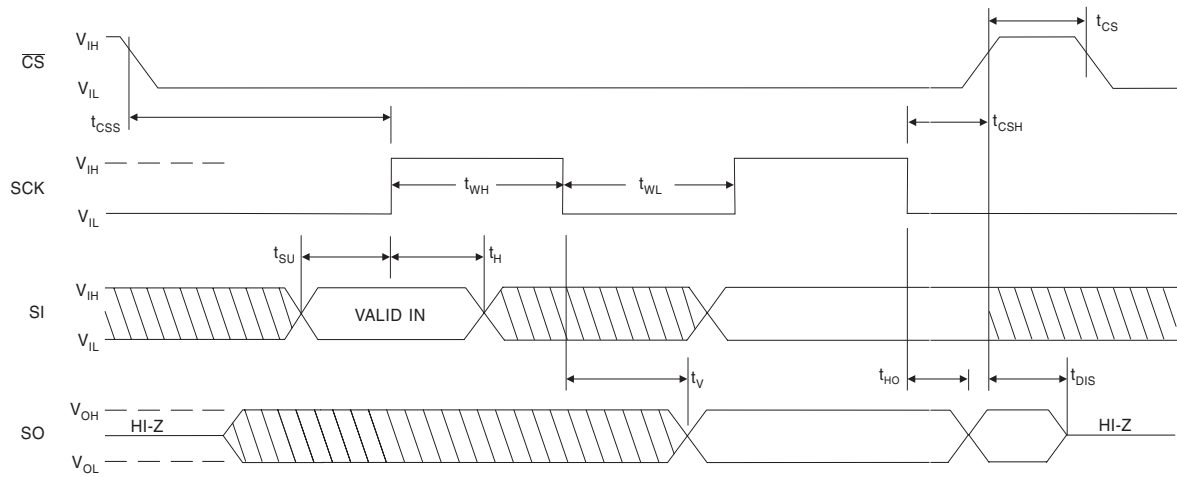 V_IH
t_CS
C̅S̅
V_IL
t_CSS
t_CSH
V_IH
SCK
t_WH
t_WL
V_IL
t_SU
t_H
V_IH
SI
VALID IN
V_IL
t_V
t_HO
t_DIS
V_OH
SO
HI-Z
HI-Z
V_OL